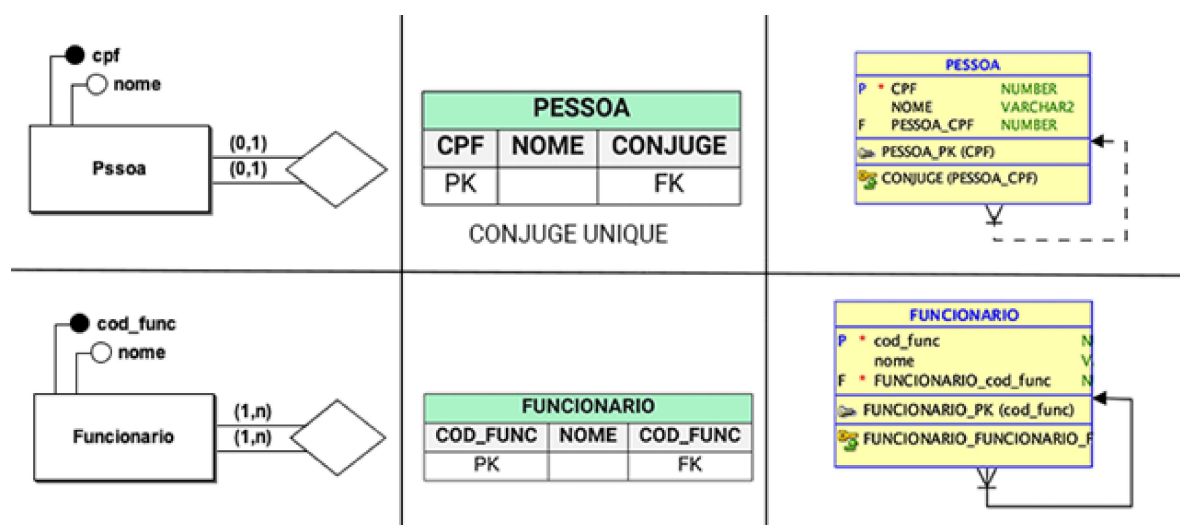 cpf
nome
Pssoa
(0,1)
(0,1)
PESSOA
CPF NOME CONJUGE
PK FK
CONJUGE UNIQUE
PESSOA
P * CPF NUMBER
NOME VARCHAR2
F PESSOA_CPF NUMBER
PESSOA_PK (CPF)
CONJUGE (PESSOA_CPF)
cod_func
nome
Funcionario
(1,n)
(1,n)
FUNCIONARIO
COD_FUNC NOME COD_FUNC
PK FK
FUNCIONARIO
P * cod_func N
nome V
F * FUNCIONARIO_cod_func N
FUNCIONARIO_PK (cod_func)
FUNCIONARIO_FUNCIONARIO_F